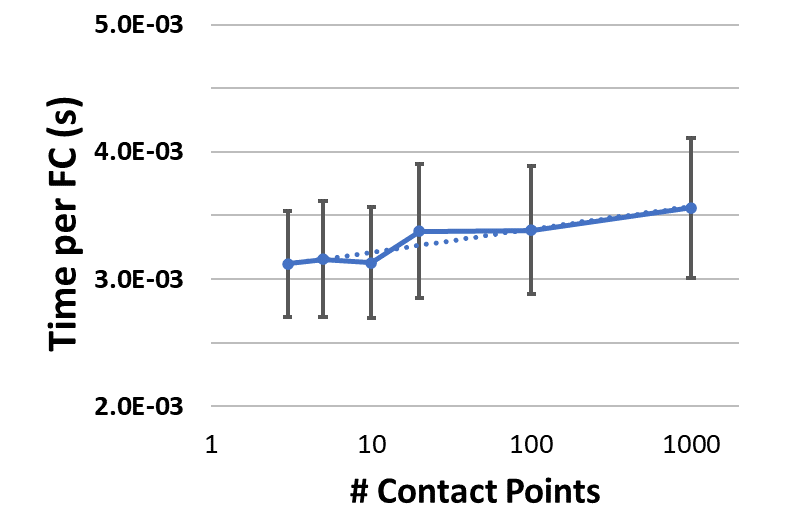 5.0E-03
4.0E-03
3.0E-03
2.0E-03
Time per FC (s)
1 10 100 1000
# Contact Points